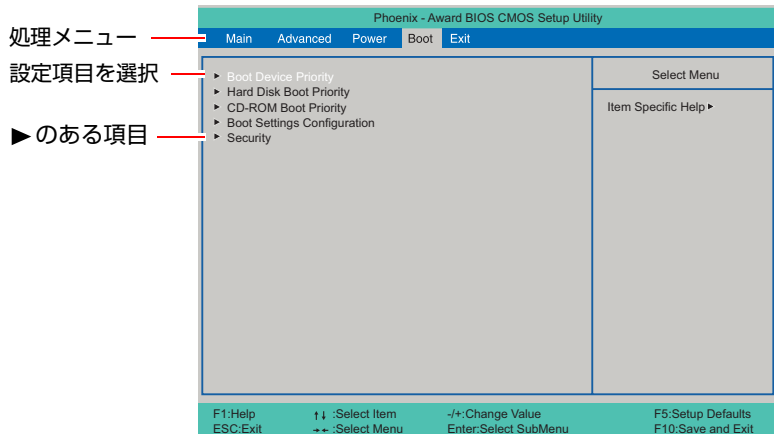 処理メニュー
設定項目を選択
▶のある項目
Phoenix - Award BIOS CMOS Setup Utility
Main Advanced Power Boot Exit
▶ Boot Device Priority
▶ Hard Disk Boot Priority
▶ CD-ROM Boot Priority
▶ Boot Settings Configuration
▶ Security
Select Menu
Item Specific Help▶
F1:Help ↑↓ :Select Item -/+:Change Value F5:Setup Defaults
ESC:Exit →← :Select Menu Enter:Select SubMenu F10:Save and Exit